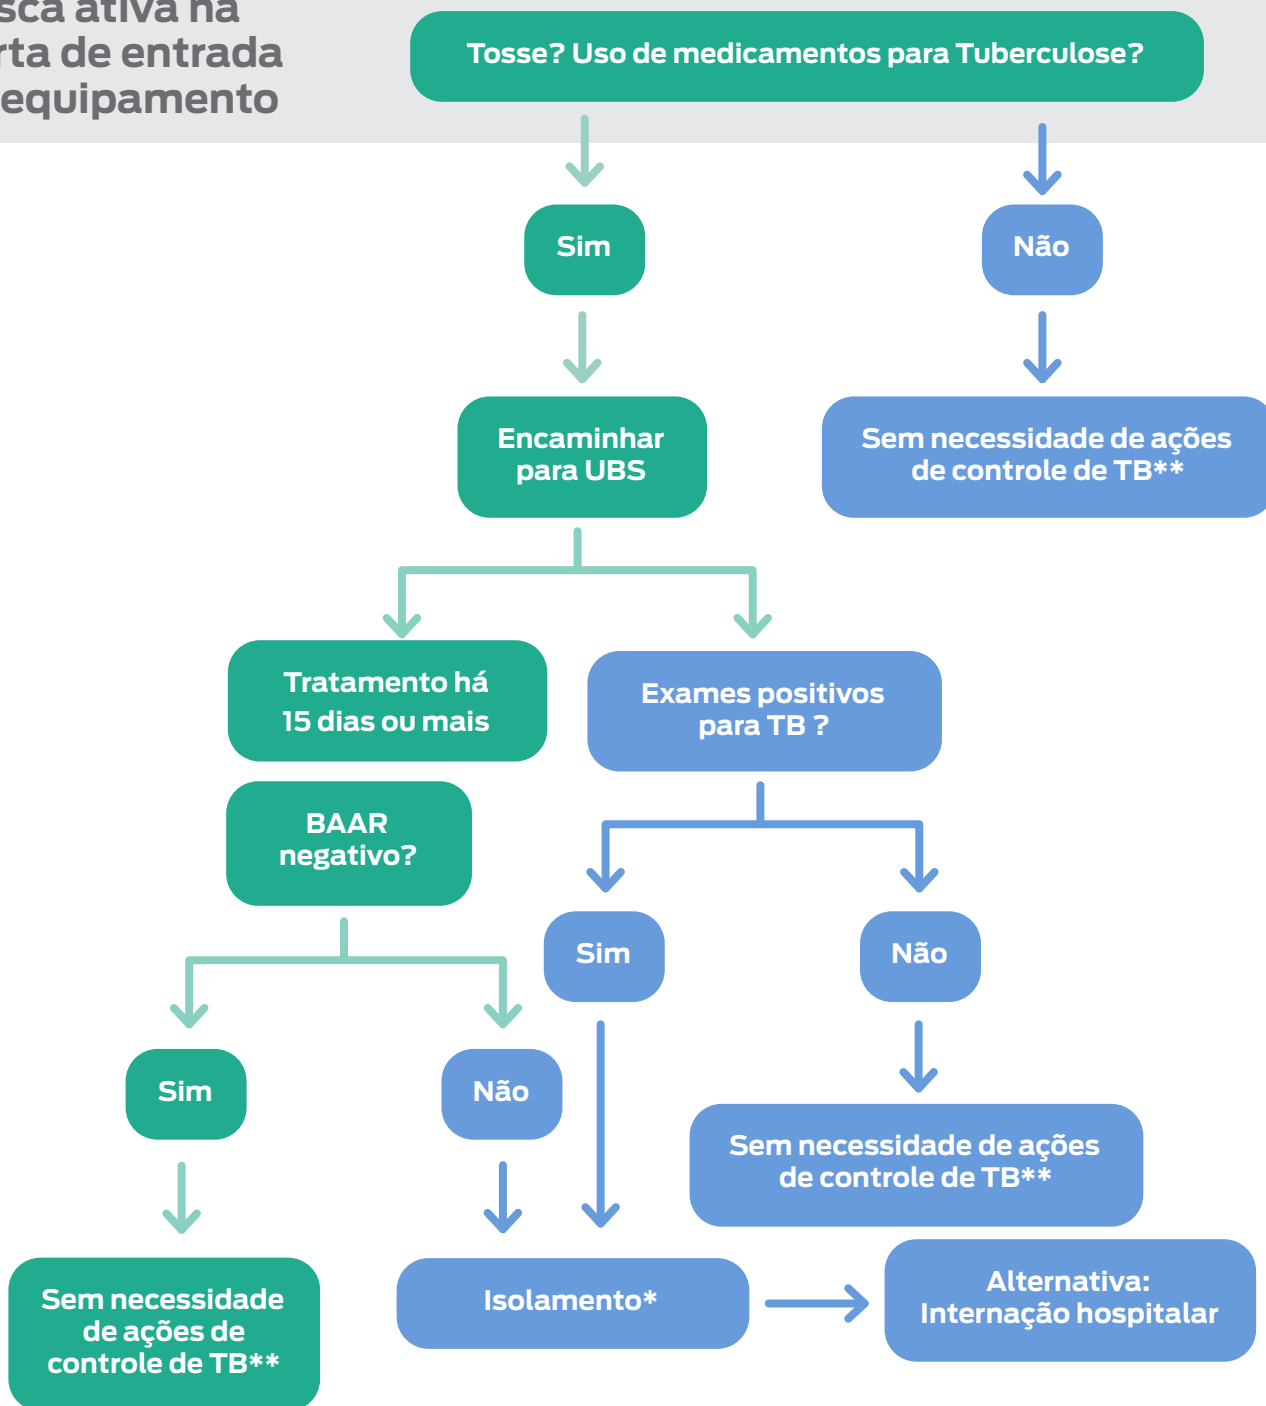 sca ativa na
rta de entrada
equipamento
Tosse? Uso de medicamentos para Tuberculose?
Sim
Não
Encaminhar
para UBS
Sem necessidade de ações
de controle de TB**
Tratamento há
15 dias ou mais
Exames positivos
para TB ?
BAAR
negativo?
Sim
Não
Sim
Não
Sem necessidade de ações
de controle de TB**
Sem necessidade
de ações de
controle de TB**
Isolamento*
Alternativa:
Internação hospitalar